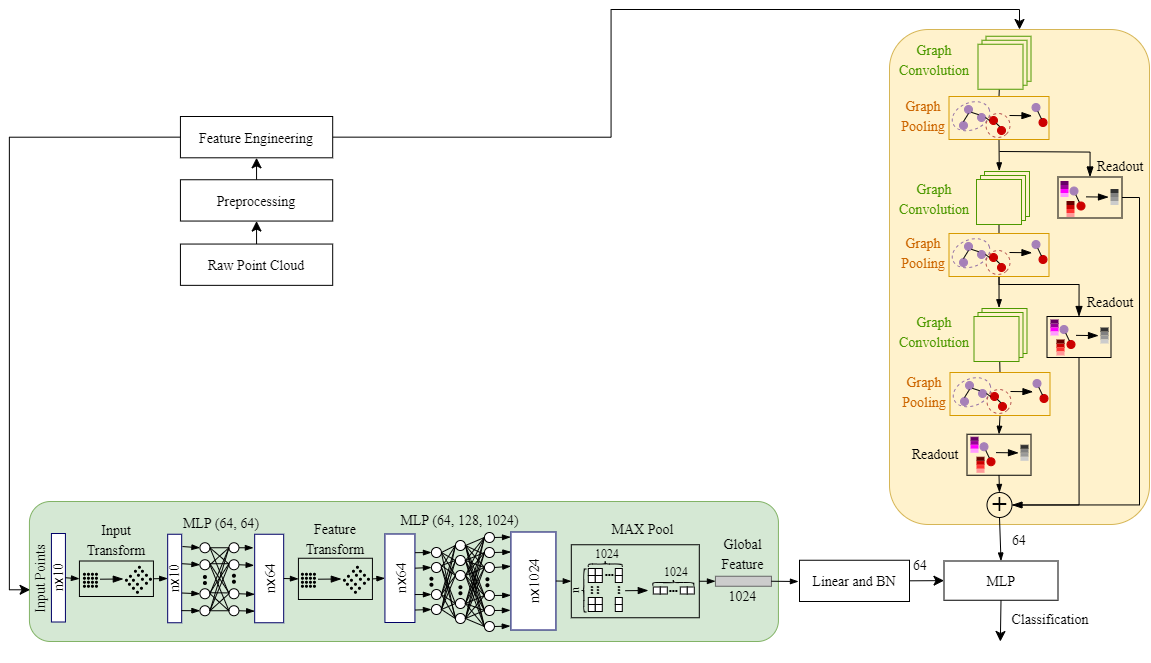 Graph
Convolution
Graph
Pooling
Feature Engineering
Readout
Preprocessing
Graph
Convolution
Graph
Pooling
Raw Point Cloud
Readout
Graph
Convolution
Graph
Pooling
Readout
+
64
Input Points
nx10
Input
Transform
MLP (64, 64)
nx10
nx64
Feature
Transform
MLP (64, 128, 1024)
nx64
nx1024
MAX Pool
1024
n
1024
Global
Feature
1024
Linear and BN
64
MLP
Classification